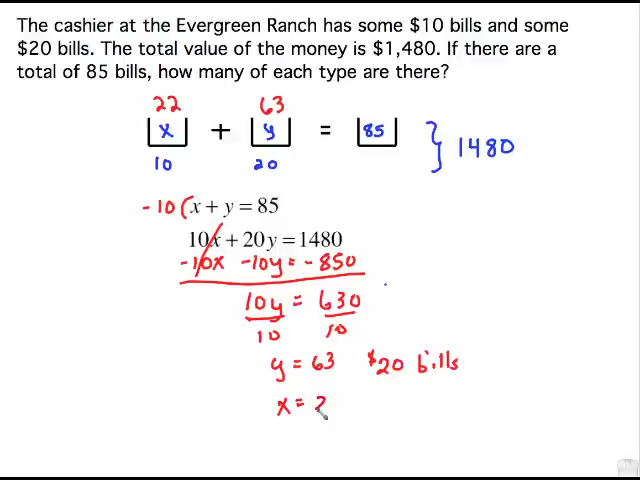 The cashier at the Evergreen Ranch has some $10 bills and some
$20 bills. The total value of the money is $1,480. If there are a
total of 85 bills, how many of each type are there?
22 63
x + y = 85 } 1480
10 20
-10 ( x + y = 85
10x + 20y = 1480
-10x -10y = -850
10y = 630
10 10
y = 63 $20 bills
x = 2